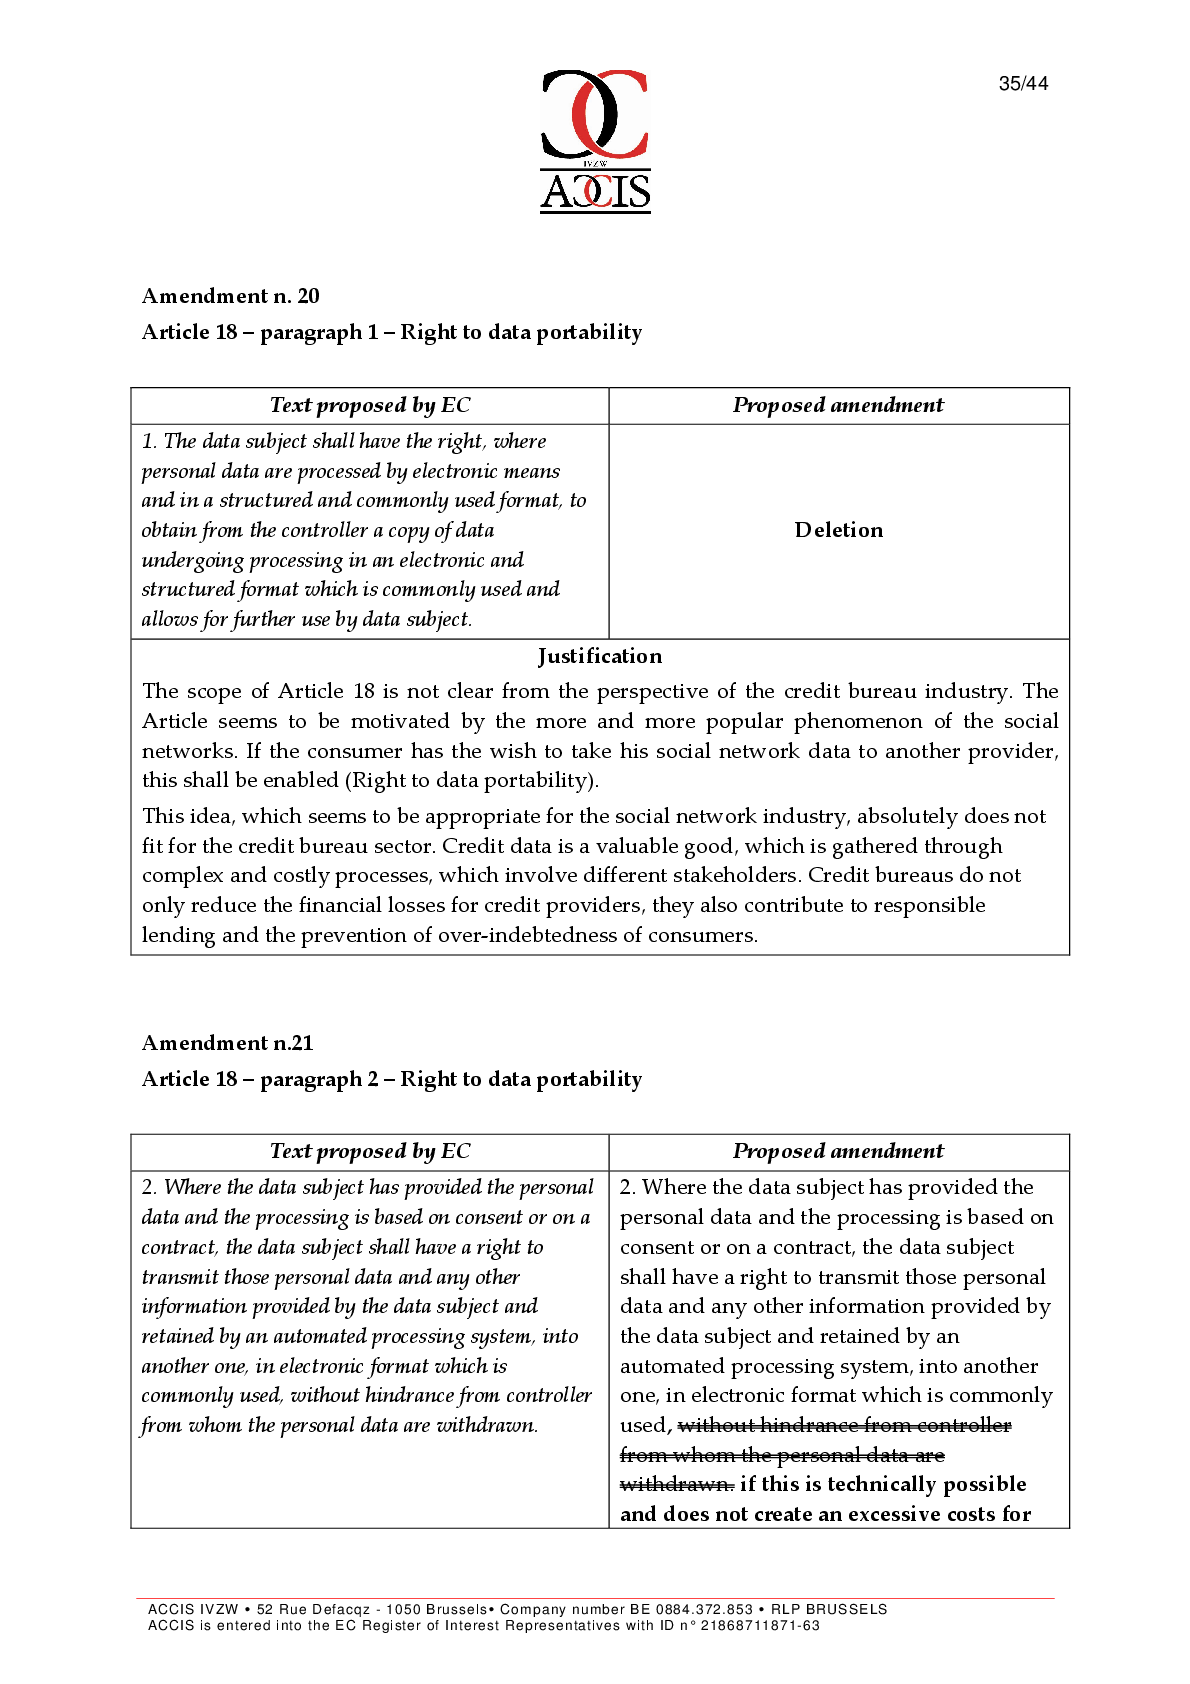 35/44
IVZW
ACCIS
Amendment n. 20
Article 18 – paragraph 1 – Right to data portability
Text proposed by EC
Proposed amendment
1. The data subject shall have the right, where
personal data are processed by electronic means
and in a structured and commonly used format, to
obtain from the controller a copy of data
undergoing processing in an electronic and
structured format which is commonly used and
allows for further use by data subject.
Deletion
Justification
The scope of Article 18 is not clear from the perspective of the credit bureau industry. The
Article seems to be motivated by the more and more popular phenomenon of the social
networks. If the consumer has the wish to take his social network data to another provider,
this shall be enabled (Right to data portability).
This idea, which seems to be appropriate for the social network industry, absolutely does not
fit for the credit bureau sector. Credit data is a valuable good, which is gathered through
complex and costly processes, which involve different stakeholders. Credit bureaus do not
only reduce the financial losses for credit providers, they also contribute to responsible
lending and the prevention of over-indebtedness of consumers.
Amendment n.21
Article 18 – paragraph 2 – Right to data portability
Text proposed by EC
Proposed amendment
2. Where the data subject has provided the personal
data and the processing is based on consent or on a
contract, the data subject shall have a right to
transmit those personal data and any other
information provided by the data subject and
retained by an automated processing system, into
another one, in electronic format which is
commonly used, without hindrance from controller
from whom the personal data are withdrawn.
2. Where the data subject has provided the
personal data and the processing is based on
consent or on a contract, the data subject
shall have a right to transmit those personal
data and any other information provided by
the data subject and retained by an
automated processing system, into another
one, in electronic format which is commonly
used, without hindrance from controller
from whom the personal data are
withdrawn. if this is technically possible
and does not create an excessive costs for
ACCIS IVZW • 52 Rue Defacqz - 1050 Brussels• Company number BE 0884.372.853 • RLP BRUSSELS
ACCIS is entered into the EC Register of Interest Representatives with ID n° 21868711871-63